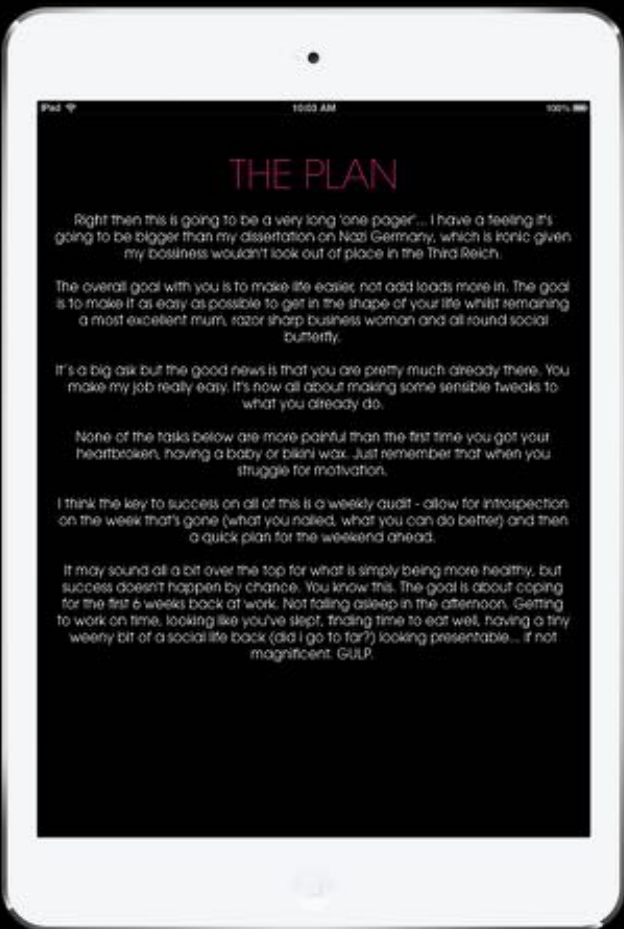 iPad
10:03 AM
100%
THE PLAN
Right then this is going to be a very long 'one pager'... I have a feeling it's
going to be bigger than my dissertation on Nazi Germany, which is ironic given
my bossiness wouldn't look out of place in the Third Reich.
The overall goal with you is to make life easier, not add loads more in. The goal
is to make it as easy as possible to get in the shape of your life whilst remaining
a most excellent mum, razor sharp business woman and all round social
butterfly.
It's a big ask but the good news is that you are pretty much already there. You
make my job really easy. It's now all about making some sensible tweaks to
what you already do.
None of the tasks below are more painful than the first time you got your
heartbroken, having a baby or bikini wax. Just remember that when you
struggle for motivation.
I think the key to success on all of this is a weekly audit - allow for introspection
on the week that's gone (what you nailed, what you can do better) and then
a quick plan for the weekend ahead.
It may sound all a bit over the top for what is simply being more healthy, but
success doesn't happen by chance. You know this. The goal is about coping
for the first 6 weeks back at work. Not falling asleep in the afternoon. Getting
to work on time, looking like you've slept, finding time to eat well, having a tiny
weeny bit of a social life back (did i go to far?) looking presentable... if not
magnificent. GULP.